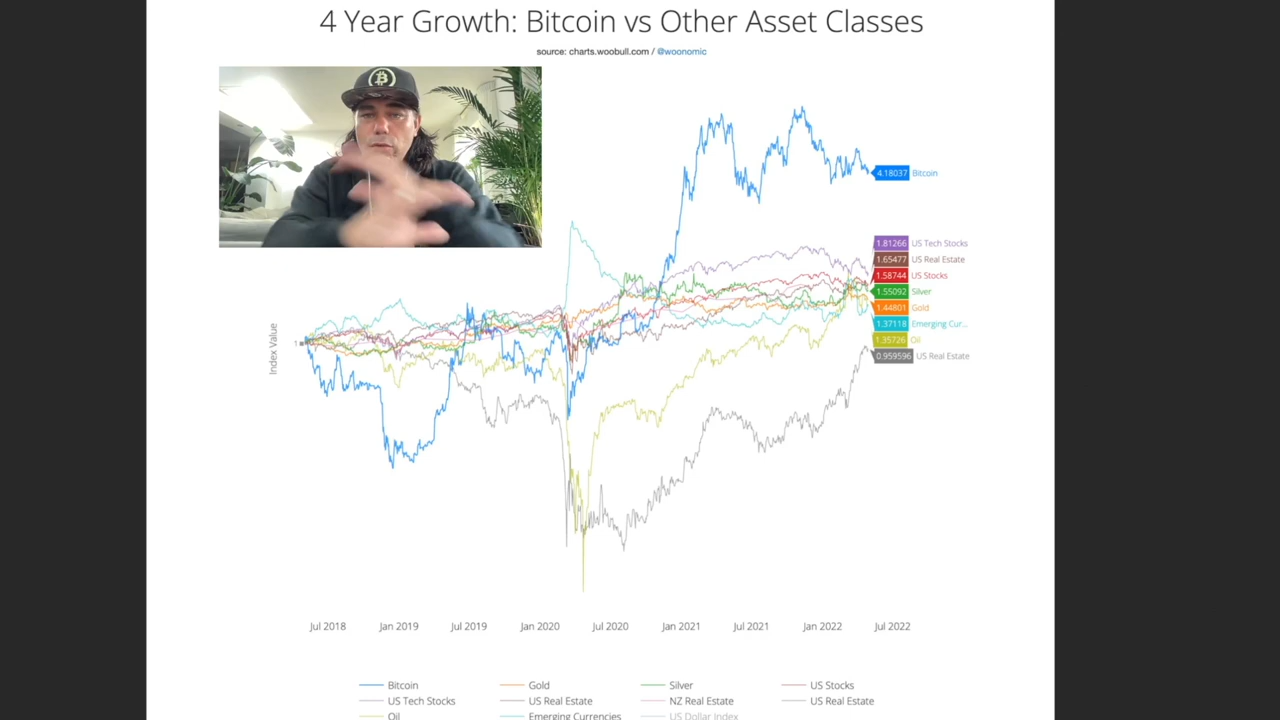 4 Year Growth: Bitcoin vs Other Asset Classes
source: charts.woobull.com / @woonomic
4.18037 Bitcoin
1.81266 US Tech Stocks
1.65477 US Real Estate
1.58744 US Stocks
1.55092 Silver
1.44801 Gold
1.37118 Emerging Cur...
1.35726 Oil
0.959596 US Real Estate
Index Value
1
Jul 2018 Jan 2019 Jul 2019 Jan 2020 Jul 2020 Jan 2021 Jul 2021 Jan 2022 Jul 2022
Bitcoin Gold Silver US Stocks
US Tech Stocks US Real Estate NZ Real Estate US Real Estate
Oil Emerging Currencies US Dollar Index